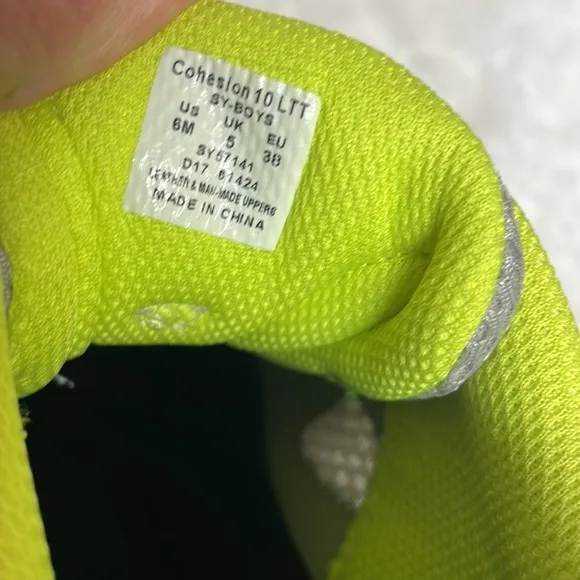 Cohesion 10 LTT
SY-BOYS
US UK EU
6M 5 38
SY57141
D17 61424
LEATHER & MAN-MADE UPPERS
MADE IN CHINA